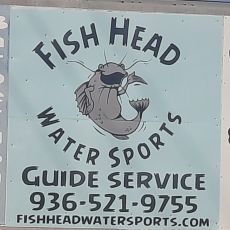 FISH HEAD
WATER SPORTS
GUIDE SERVICE
936-521-9755
FISHHEADWATERSPORTS.COM